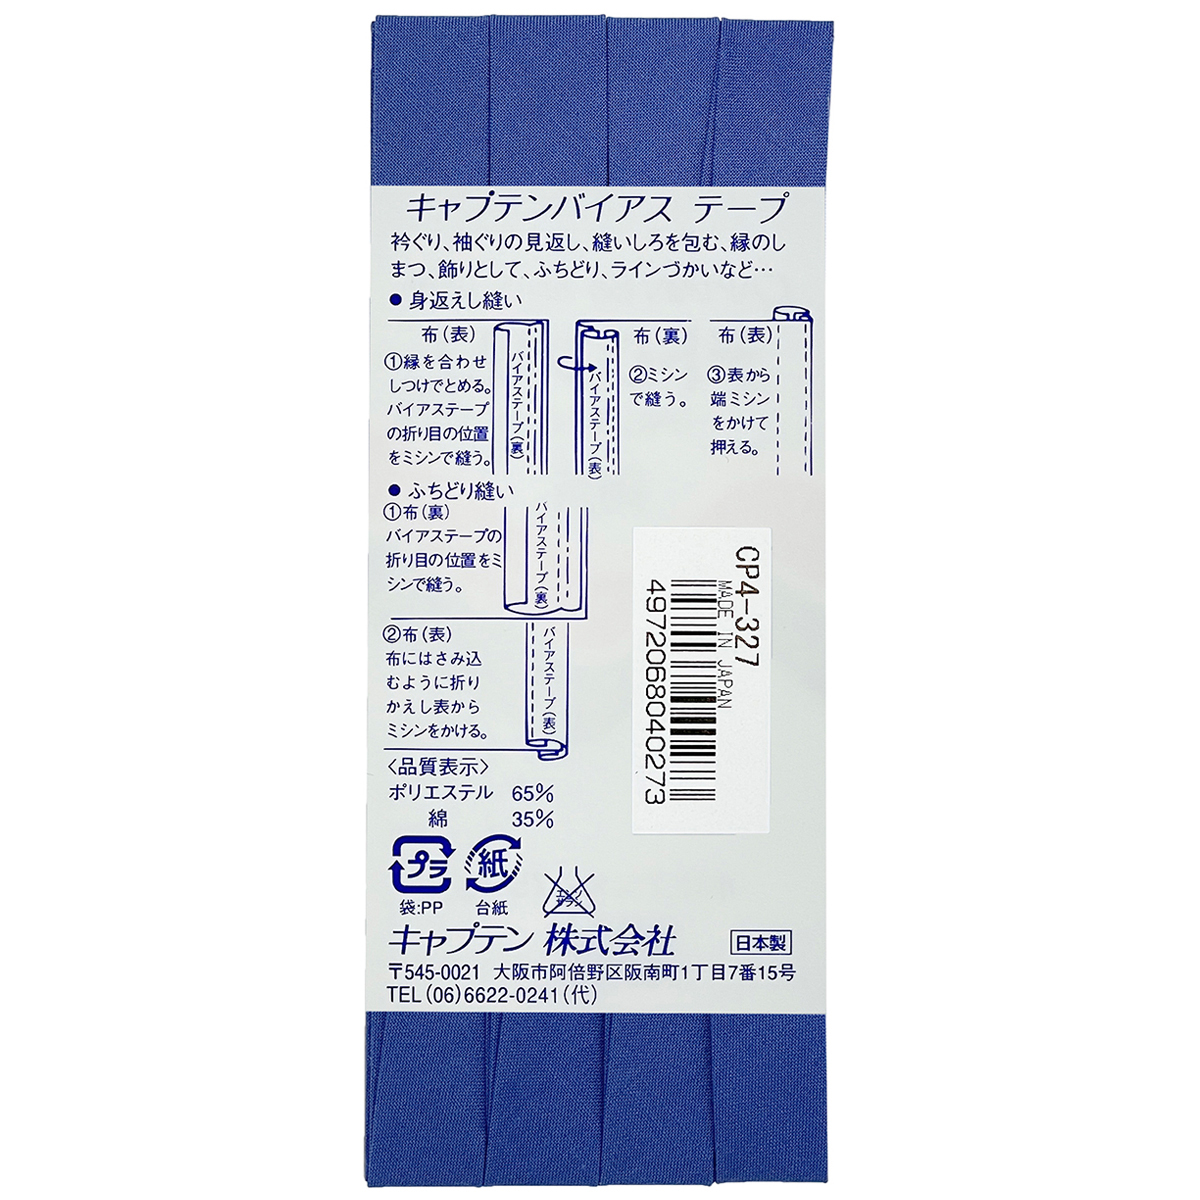 キャプテンバイアス テープ
衿ぐり、袖ぐりの見返し、縫いしろを包む、縁のし
まつ、飾りとして、ふちどり、ラインづかいなど…
● 身返えし縫い
布(表)
①縁を合わせ
しつけでとめる。
バイアステープ
の折り目の位置
をミシンで縫う。
バイアステープ(裏)
バイアステープ(表)
布(裏)
②ミシン
で縫う。
布(表)
③表から
端ミシン
をかけて
押える。
● ふちどり縫い
①布(裏)
バイアステープの
折り目の位置をミ
シンで縫う。
バイアステープ(裏)
②布(表)
布にはさみ込
むように折り
かえし表から
ミシンをかける。
バイアステープ(表)
CP4-327
MADE IN JAPAN
4972068040273
〈品質表示〉
ポリエステル 65%
綿 35%
プラ
紙
袋:PP
台紙
エンソ
サラシ
キャプテン 株式会社
日本製
〒545-0021 大阪市阿倍野区阪南町1丁目7番15号
TEL(06)6622-0241(代)